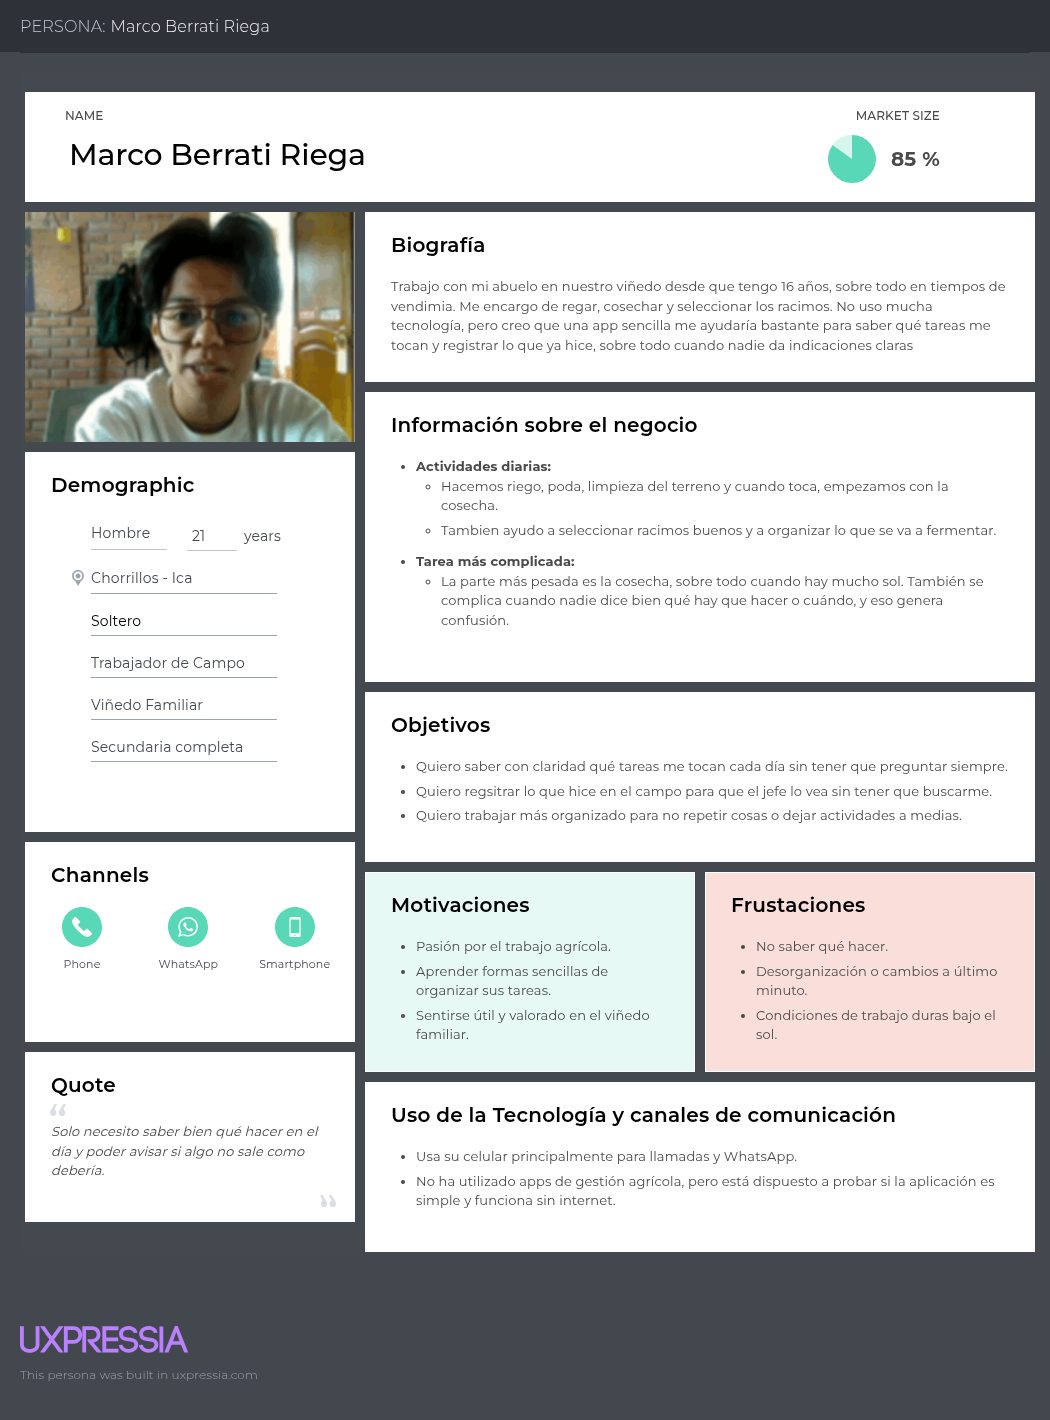 PERSONA: Marco Berrati Riega
NAME
Marco Berrati Riega
MARKET SIZE
85 %
Biografía
Trabajo con mi abuelo en nuestro viñedo desde que tengo 16 años, sobre todo en tiempos de
vendimia. Me encargo de regar, cosechar y seleccionar los racimos. No uso mucha
tecnología, pero creo que una app sencilla me ayudaría bastante para saber qué tareas me
tocan y registrar lo que ya hice, sobre todo cuando nadie da indicaciones claras
Información sobre el negocio
Actividades diarias:
Hacemos riego, poda, limpieza del terreno y cuando toca, empezamos con la
cosecha.
Tambien ayudo a seleccionar racimos buenos y a organizar lo que se va a fermentar.
Tarea más complicada:
La parte más pesada es la cosecha, sobre todo cuando hay mucho sol. También se
complica cuando nadie dice bien qué hay que hacer o cuándo, y eso genera
confusión.
Demographic
Hombre 21 years
Chorrillos - Ica
Soltero
Trabajador de Campo
Viñedo Familiar
Secundaria completa
Objetivos
Quiero saber con claridad qué tareas me tocan cada día sin tener que preguntar siempre.
Quiero regsitrar lo que hice en el campo para que el jefe lo vea sin tener que buscarme.
Quiero trabajar más organizado para no repetir cosas o dejar actividades a medias.
Channels
Phone WhatsApp Smartphone
Motivaciones
Pasión por el trabajo agrícola.
Aprender formas sencillas de
organizar sus tareas.
Sentirse útil y valorado en el viñedo
familiar.
Frustaciones
No saber qué hacer.
Desorganización o cambios a último
minuto.
Condiciones de trabajo duras bajo el
sol.
Quote
“
Solo necesito saber bien qué hacer en el
día y poder avisar si algo no sale como
debería.
”
Uso de la Tecnología y canales de comunicación
Usa su celular principalmente para llamadas y WhatsApp.
No ha utilizado apps de gestión agrícola, pero está dispuesto a probar si la aplicación es
simple y funciona sin internet.
UXPRESSIA
This persona was built in uxpressia.com